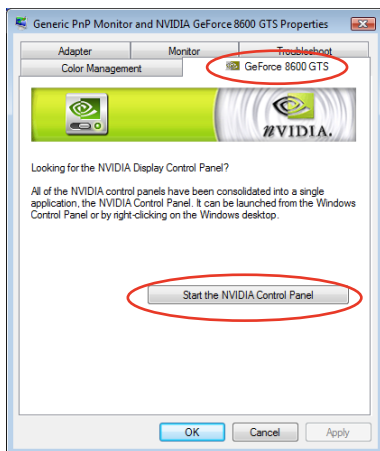 Generic PnP Monitor and NVIDIA GeForce 8600 GTS Properties
Adapter Monitor Troubleshoot
Color Management GeForce 8600 GTS
NVIDIA.
Looking for the NVIDIA Display Control Panel?
All of the NVIDIA control panels have been consolidated into a single
application, the NVIDIA Control Panel. It can be launched from the Windows
Control Panel or by right-clicking on the Windows desktop.
Start the NVIDIA Control Panel
OK Cancel Apply